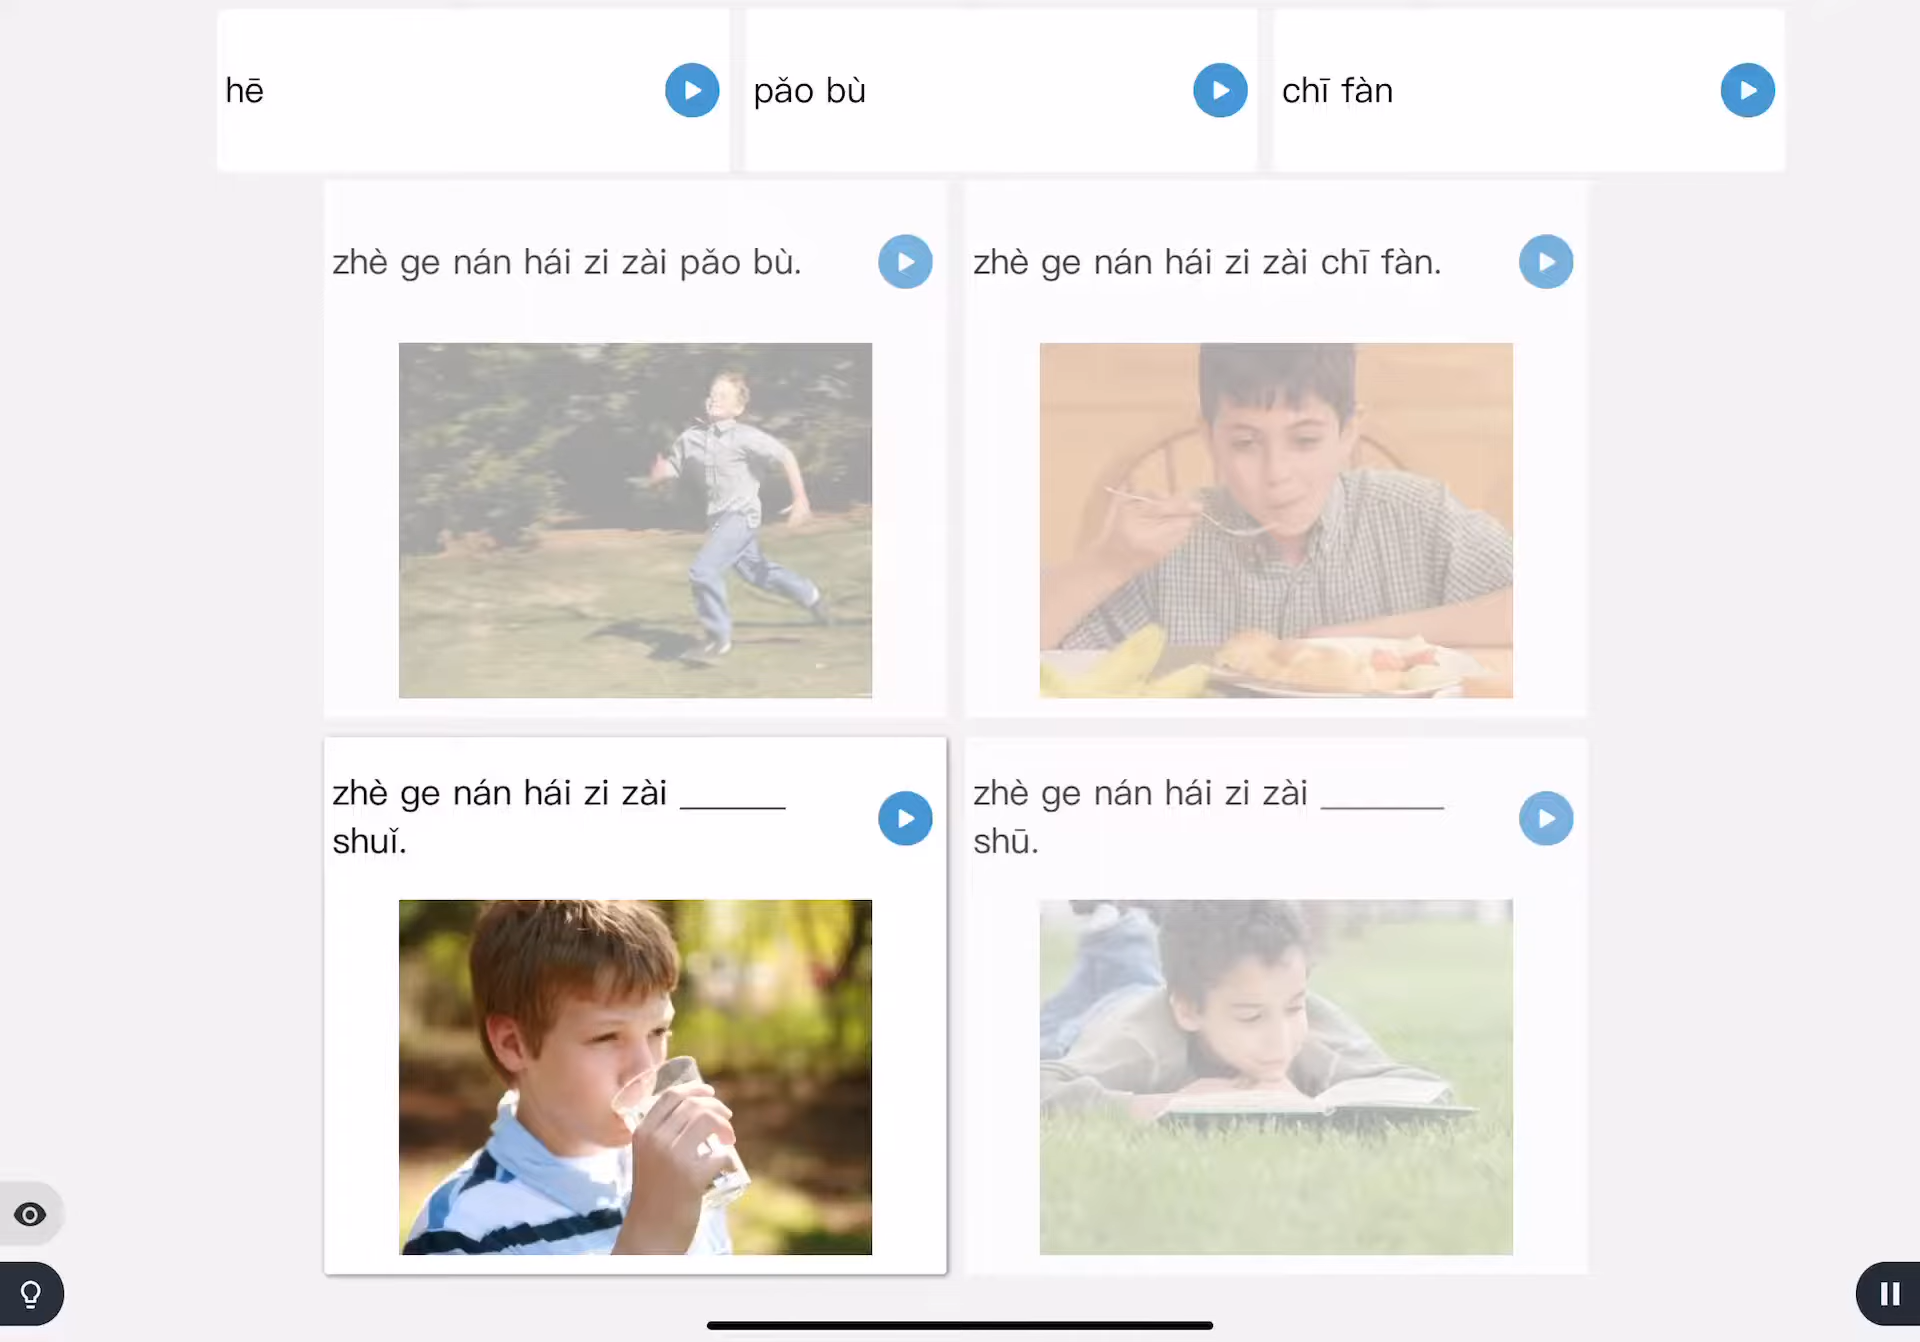 hē
pǎo bù
chī fàn
zhè ge nán hái zi zài pǎo bù.
zhè ge nán hái zi zài chī fàn.
zhè ge nán hái zi zài ______
shuǐ.
zhè ge nán hái zi zài _______
shū.